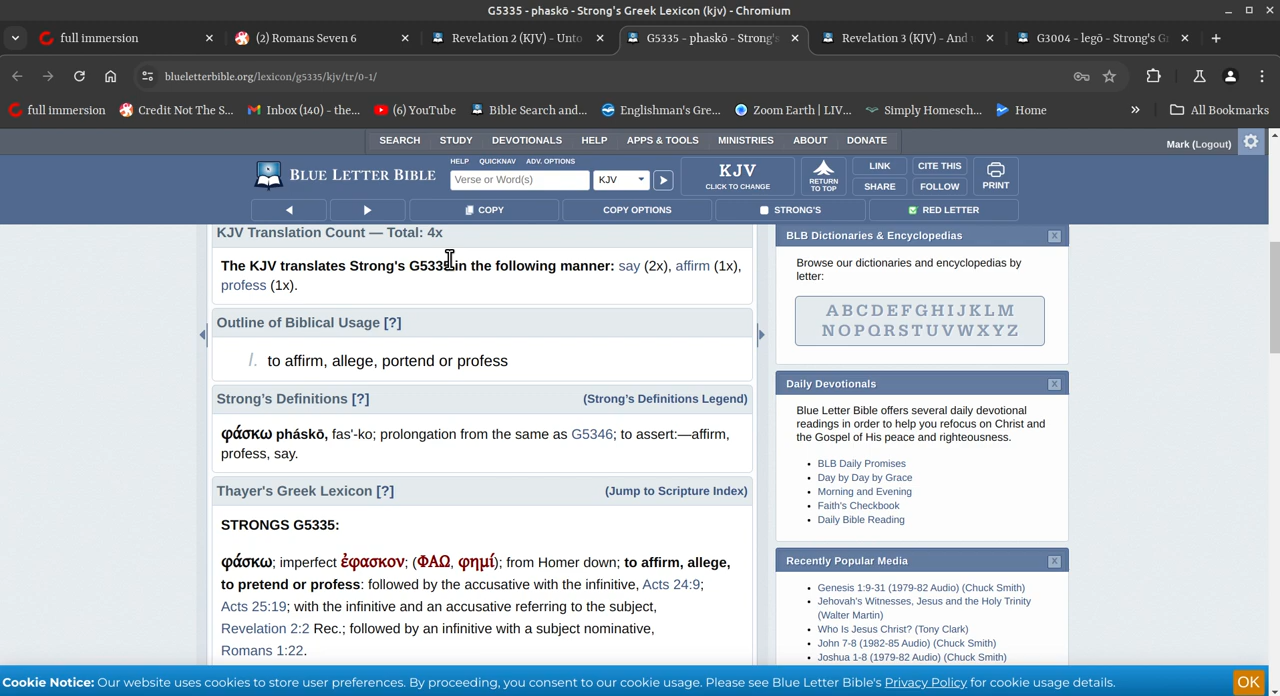 G5335 - phaskō - Strong's Greek Lexicon (kjv) - Chromium
full immersion
(2) Romans Seven 6
Revelation 2 (KJV) - Unto
G5335 - phaskō - Strong's
Revelation 3 (KJV) - And
G3004 - legō - Strong's G
blueletterbible.org/lexicon/g5335/kjv/tr/0-1/
full immersion
Credit Not The S...
Inbox (140) - the...
(6) YouTube
Bible Search and...
Englishman's Gre...
Zoom Earth | LIV...
Simply Homesch...
Home
All Bookmarks
SEARCH STUDY DEVOTIONALS HELP APPS & TOOLS MINISTRIES ABOUT DONATE
Mark (Logout)
BLUE LETTER BIBLE
HELP QUICKNAV ADV. OPTIONS
Verse or Word(s)
KJV
KJV
CLICK TO CHANGE
RETURN
TO TOP
LINK
CITE THIS
SHARE
FOLLOW
PRINT
COPY
COPY OPTIONS
STRONG'S
RED LETTER
KJV Translation Count — Total: 4x
The KJV translates Strong's G5335 in the following manner: say (2x), affirm (1x),
profess (1x).
Outline of Biblical Usage [?]
I. to affirm, allege, portend or profess
Strong's Definitions [?]
(Strong's Definitions Legend)
φάσκω pháskō, fas'-ko; prolongation from the same as G5346; to assert:—affirm,
profess, say.
Thayer's Greek Lexicon [?]
(Jump to Scripture Index)
STRONGS G5335:
φάσκω; imperfect ἐφασκον; (ΦΑΩ, φημί); from Homer down; to affirm, allege,
to pretend or profess: followed by the accusative with the infinitive, Acts 24:9;
Acts 25:19; with the infinitive and an accusative referring to the subject,
Revelation 2:2 Rec.; followed by an infinitive with a subject nominative,
Romans 1:22.
BLB Dictionaries & Encyclopedias
X
Browse our dictionaries and encyclopedias by
letter:
A B C D E F G H I J K L M
N O P Q R S T U V W X Y Z
Daily Devotionals
X
Blue Letter Bible offers several daily devotional
readings in order to help you refocus on Christ and
the Gospel of His peace and righteousness.
BLB Daily Promises
Day by Day by Grace
Morning and Evening
Faith's Checkbook
Daily Bible Reading
Recently Popular Media
X
Genesis 1:9-31 (1979-82 Audio) (Chuck Smith)
Jehovah's Witnesses, Jesus and the Holy Trinity
(Walter Martin)
Who Is Jesus Christ? (Tony Clark)
John 7-8 (1982-85 Audio) (Chuck Smith)
Joshua 1-8 (1979-82 Audio) (Chuck Smith)
Cookie Notice: Our website uses cookies to store user preferences. By proceeding, you consent to our cookie usage. Please see Blue Letter Bible's Privacy Policy for cookie usage details.
OK